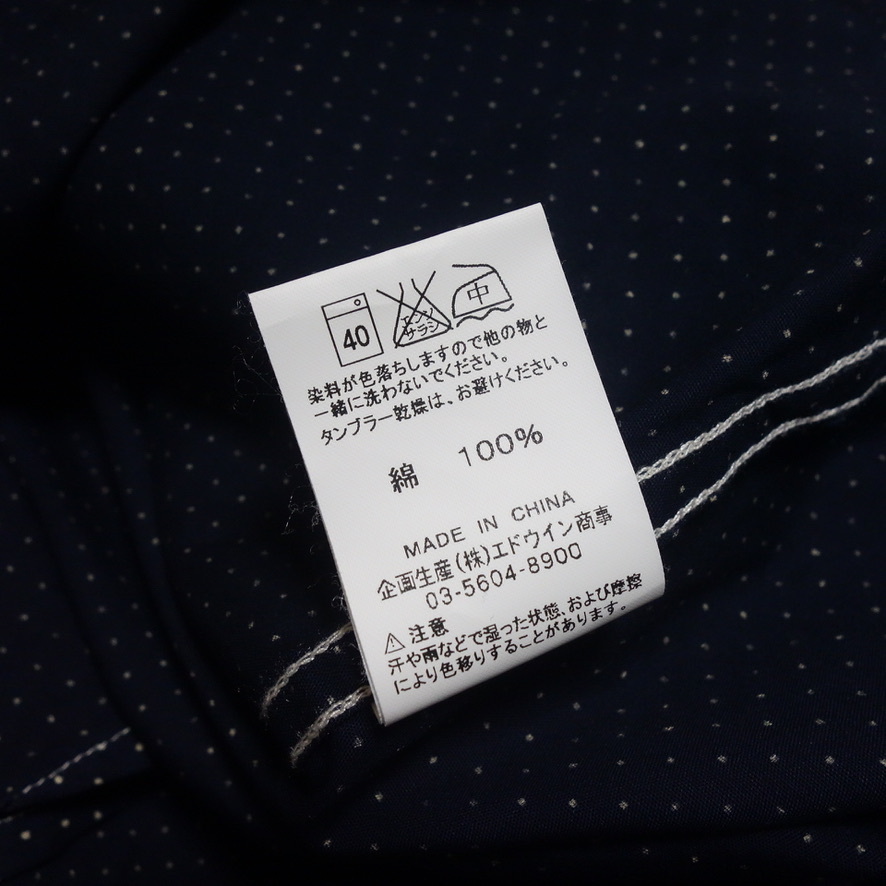 40 エンソサラシ 中
染料が色落ちしますので他の物と
一緒に洗わないでください。
タンブラー乾燥は、お避けください。
綿 100%
MADE IN CHINA
企画生産(株)エドウイン商事
03-5604-8900
注意
汗や雨などで湿った状態、および摩擦
により色移りすることがあります。